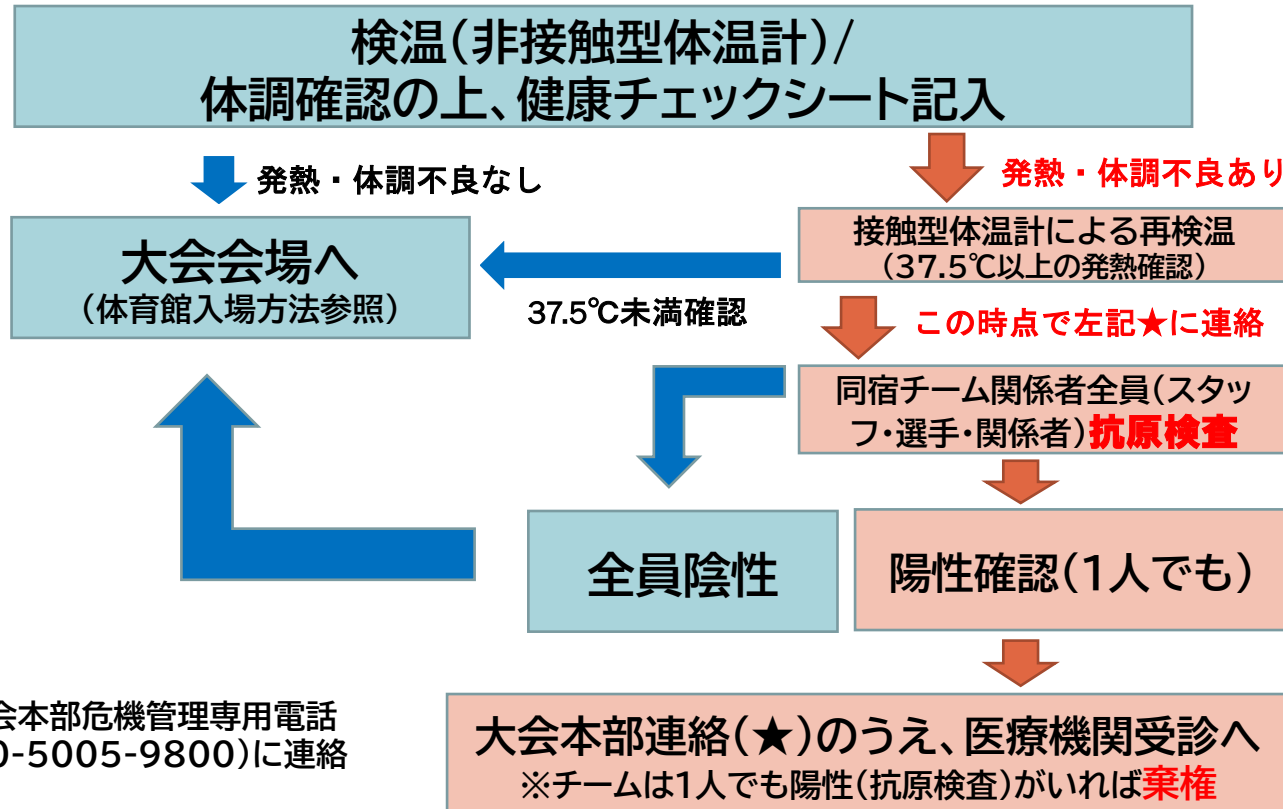 検温(非接触型体温計)/
体調確認の上、健康チェックシート記入
発熱・体調不良なし
発熱・体調不良あり
大会会場へ
(体育館入場方法参照)
接触型体温計による再検温
(37.5℃以上の発熱確認)
37.5℃未満確認
この時点で左記★に連絡
同宿チーム関係者全員(スタッ
フ・選手・関係者)抗原検査
全員陰性
陽性確認(1人でも)
会本部危機管理専用電話
0-5005-9800)に連絡
大会本部連絡(★)のうえ、医療機関受診へ
※チームは1人でも陽性(抗原検査)がいれば棄権